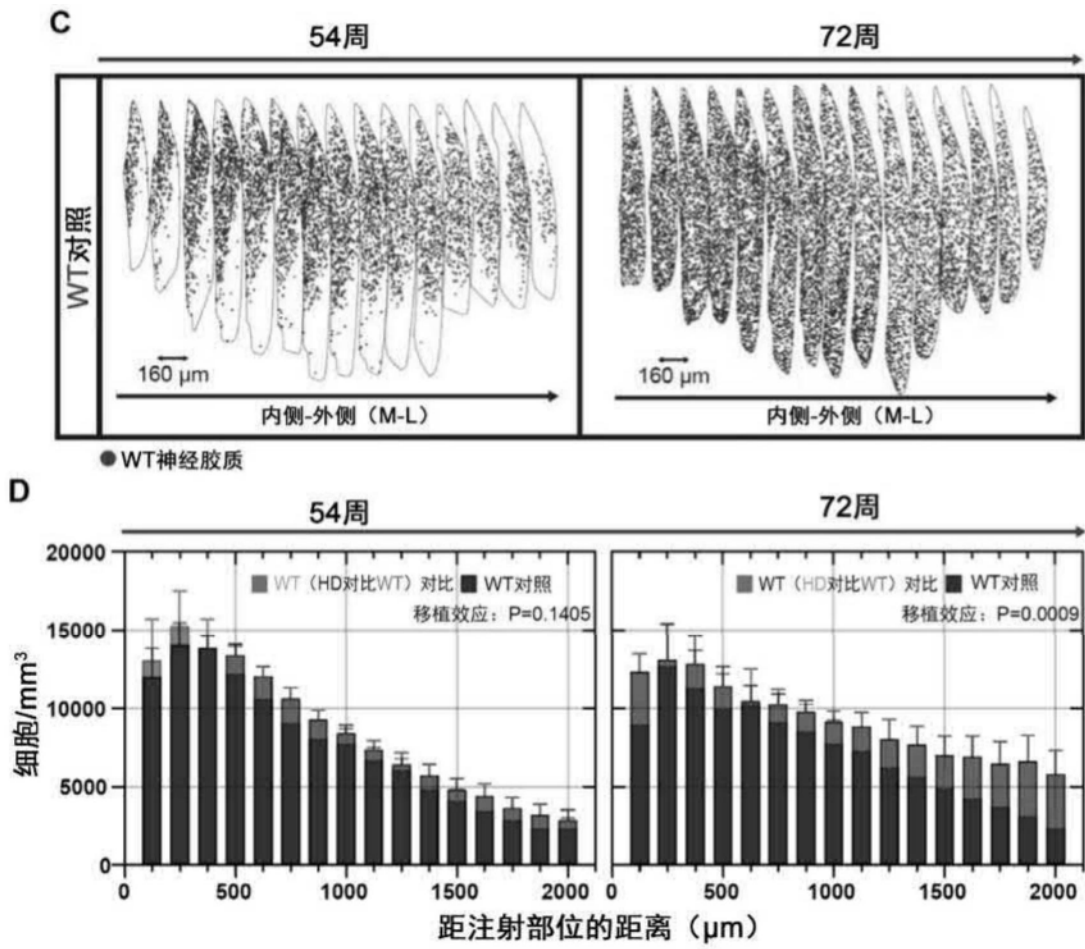 C
54周
72周
WT对照
160 μm
内侧-外侧（M-L）
160 μm
内侧-外侧（M-L）
WT神经胶质
D
54周
72周
20000
15000
10000
5000
0
细胞/mm³
WT（HD对比WT）对比 WT对照
移植效应：P=0.1405
WT（HD对比WT）对比 WT对照
移植效应：P=0.0009
0 500 1000 1500 2000
0 500 1000 1500 2000
距注射部位的距离（μm）